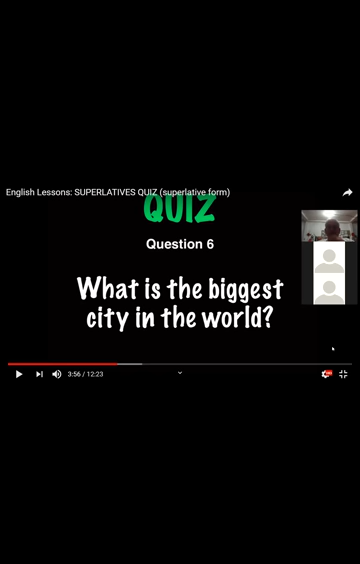 English Lessons: SUPERLATIVES QUIZ (superlative form)
QUIZ
Question 6
What is the biggest
city in the world?
3:56 / 12:23